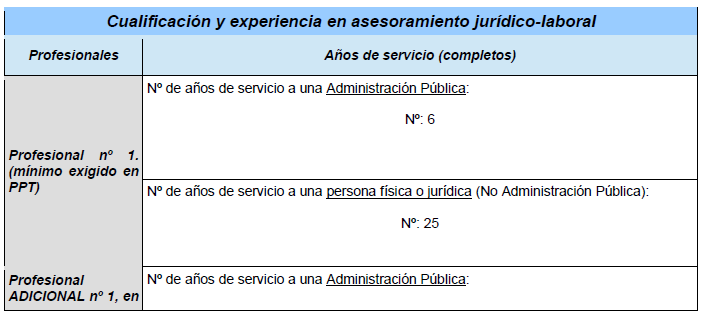 Cualificación y experiencia en asesoramiento jurídico-laboral
Profesionales
Años de servicio (completos)
Profesional nº 1.
(mínimo exigido en
PPT)
Nº de años de servicio a una Administración Pública:
Nº: 6
Nº de años de servicio a una persona física o jurídica (No Administración Pública):
Nº: 25
Profesional
ADICIONAL nº 1, en
Nº de años de servicio a una Administración Pública: